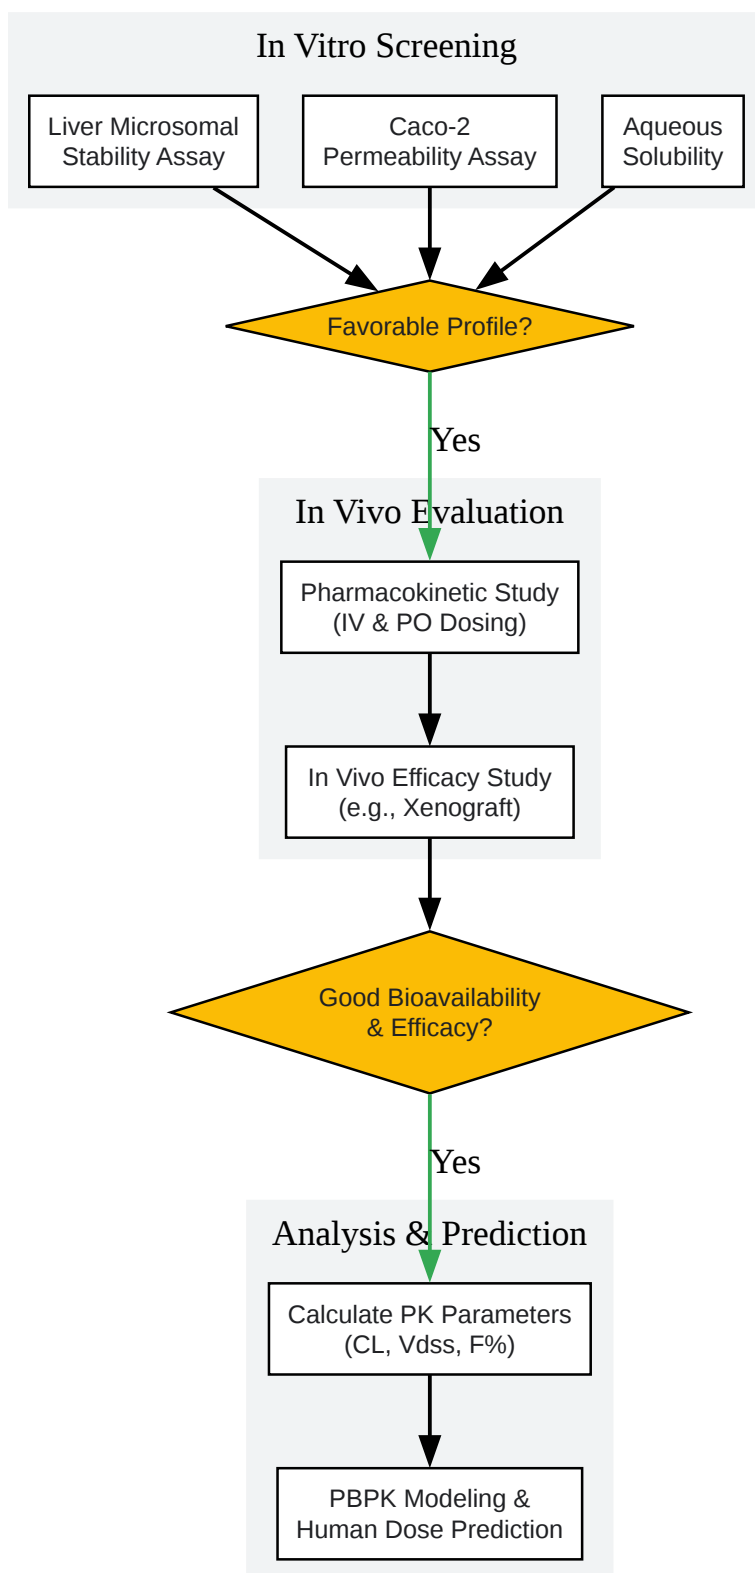 In Vitro Screening
Liver Microsomal
Stability Assay
Caco-2
Permeability Assay
Aqueous
Solubility
Favorable Profile?
Yes
In Vivo Evaluation
Pharmacokinetic Study
(IV & PO Dosing)
In Vivo Efficacy Study
(e.g., Xenograft)
Good Bioavailability
& Efficacy?
Yes
Analysis & Prediction
Calculate PK Parameters
(CL, Vdss, F%)
PBPK Modeling &
Human Dose Prediction